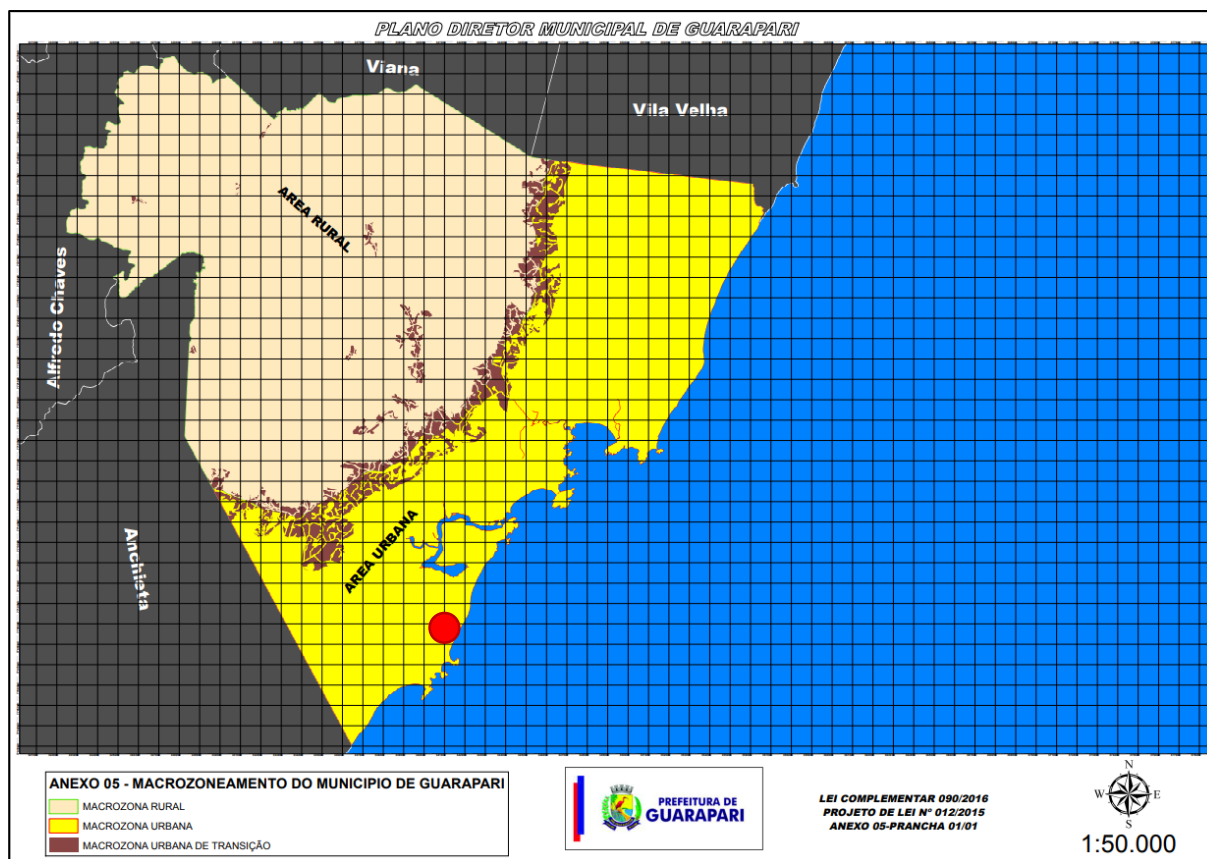 PLANO DIRETOR MUNICIPAL DE GUARAPARI
Viana
Vila Velha
AREA RURAL
Alfredo Chaves
Anchieta
AREA URBANA
ANEXO 05 - MACROZONEAMENTO DO MUNICIPIO DE GUARAPARI
MACROZONA RURAL
MACROZONA URBANA
MACROZONA URBANA DE TRANSIÇÃO
PREFEITURA DE
GUARAPARI
LEI COMPLEMENTAR 090/2016
PROJETO DE LEI Nº 012/2015
ANEXO 05-PRANCHA 01/01
N
W E
S
1:50.000